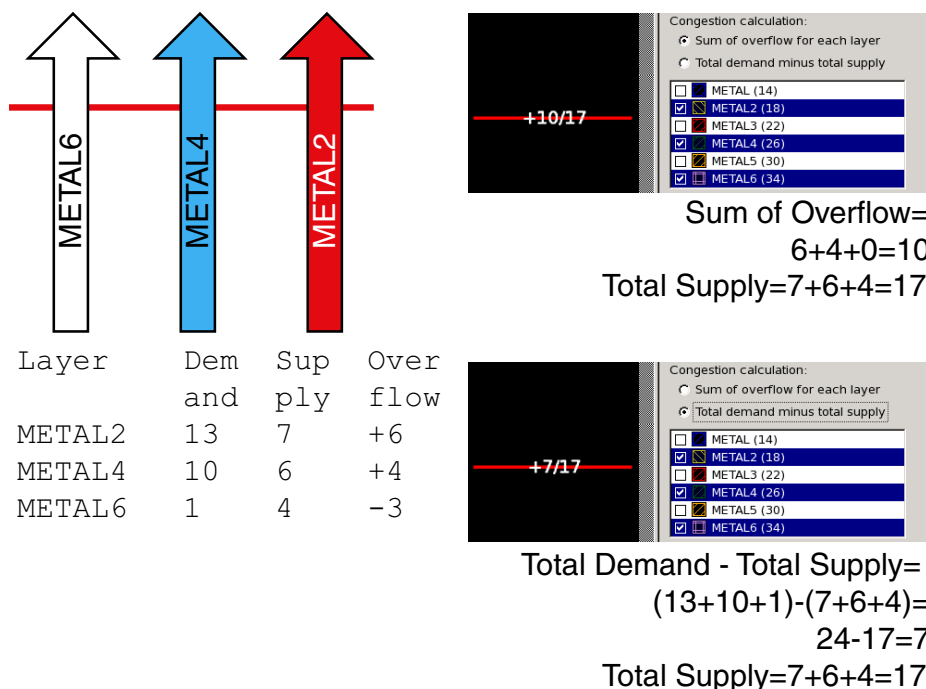 METAL6
METAL4
METAL2
Layer Dem Sup Over
and ply flow
METAL2 13 7 +6
METAL4 10 6 +4
METAL6 1 4 -3
+10/17
Congestion calculation:
Sum of overflow for each layer
Total demand minus total supply
METAL (14)
METAL2 (18)
METAL3 (22)
METAL4 (26)
METAL5 (30)
METAL6 (34)
Sum of Overflow=
6+4+0=10
Total Supply=7+6+4=17
+7/17
Congestion calculation:
Sum of overflow for each layer
Total demand minus total supply
METAL (14)
METAL2 (18)
METAL3 (22)
METAL4 (26)
METAL5 (30)
METAL6 (34)
Total Demand - Total Supply=
(13+10+1)-(7+6+4)=
24-17=7
Total Supply=7+6+4=17